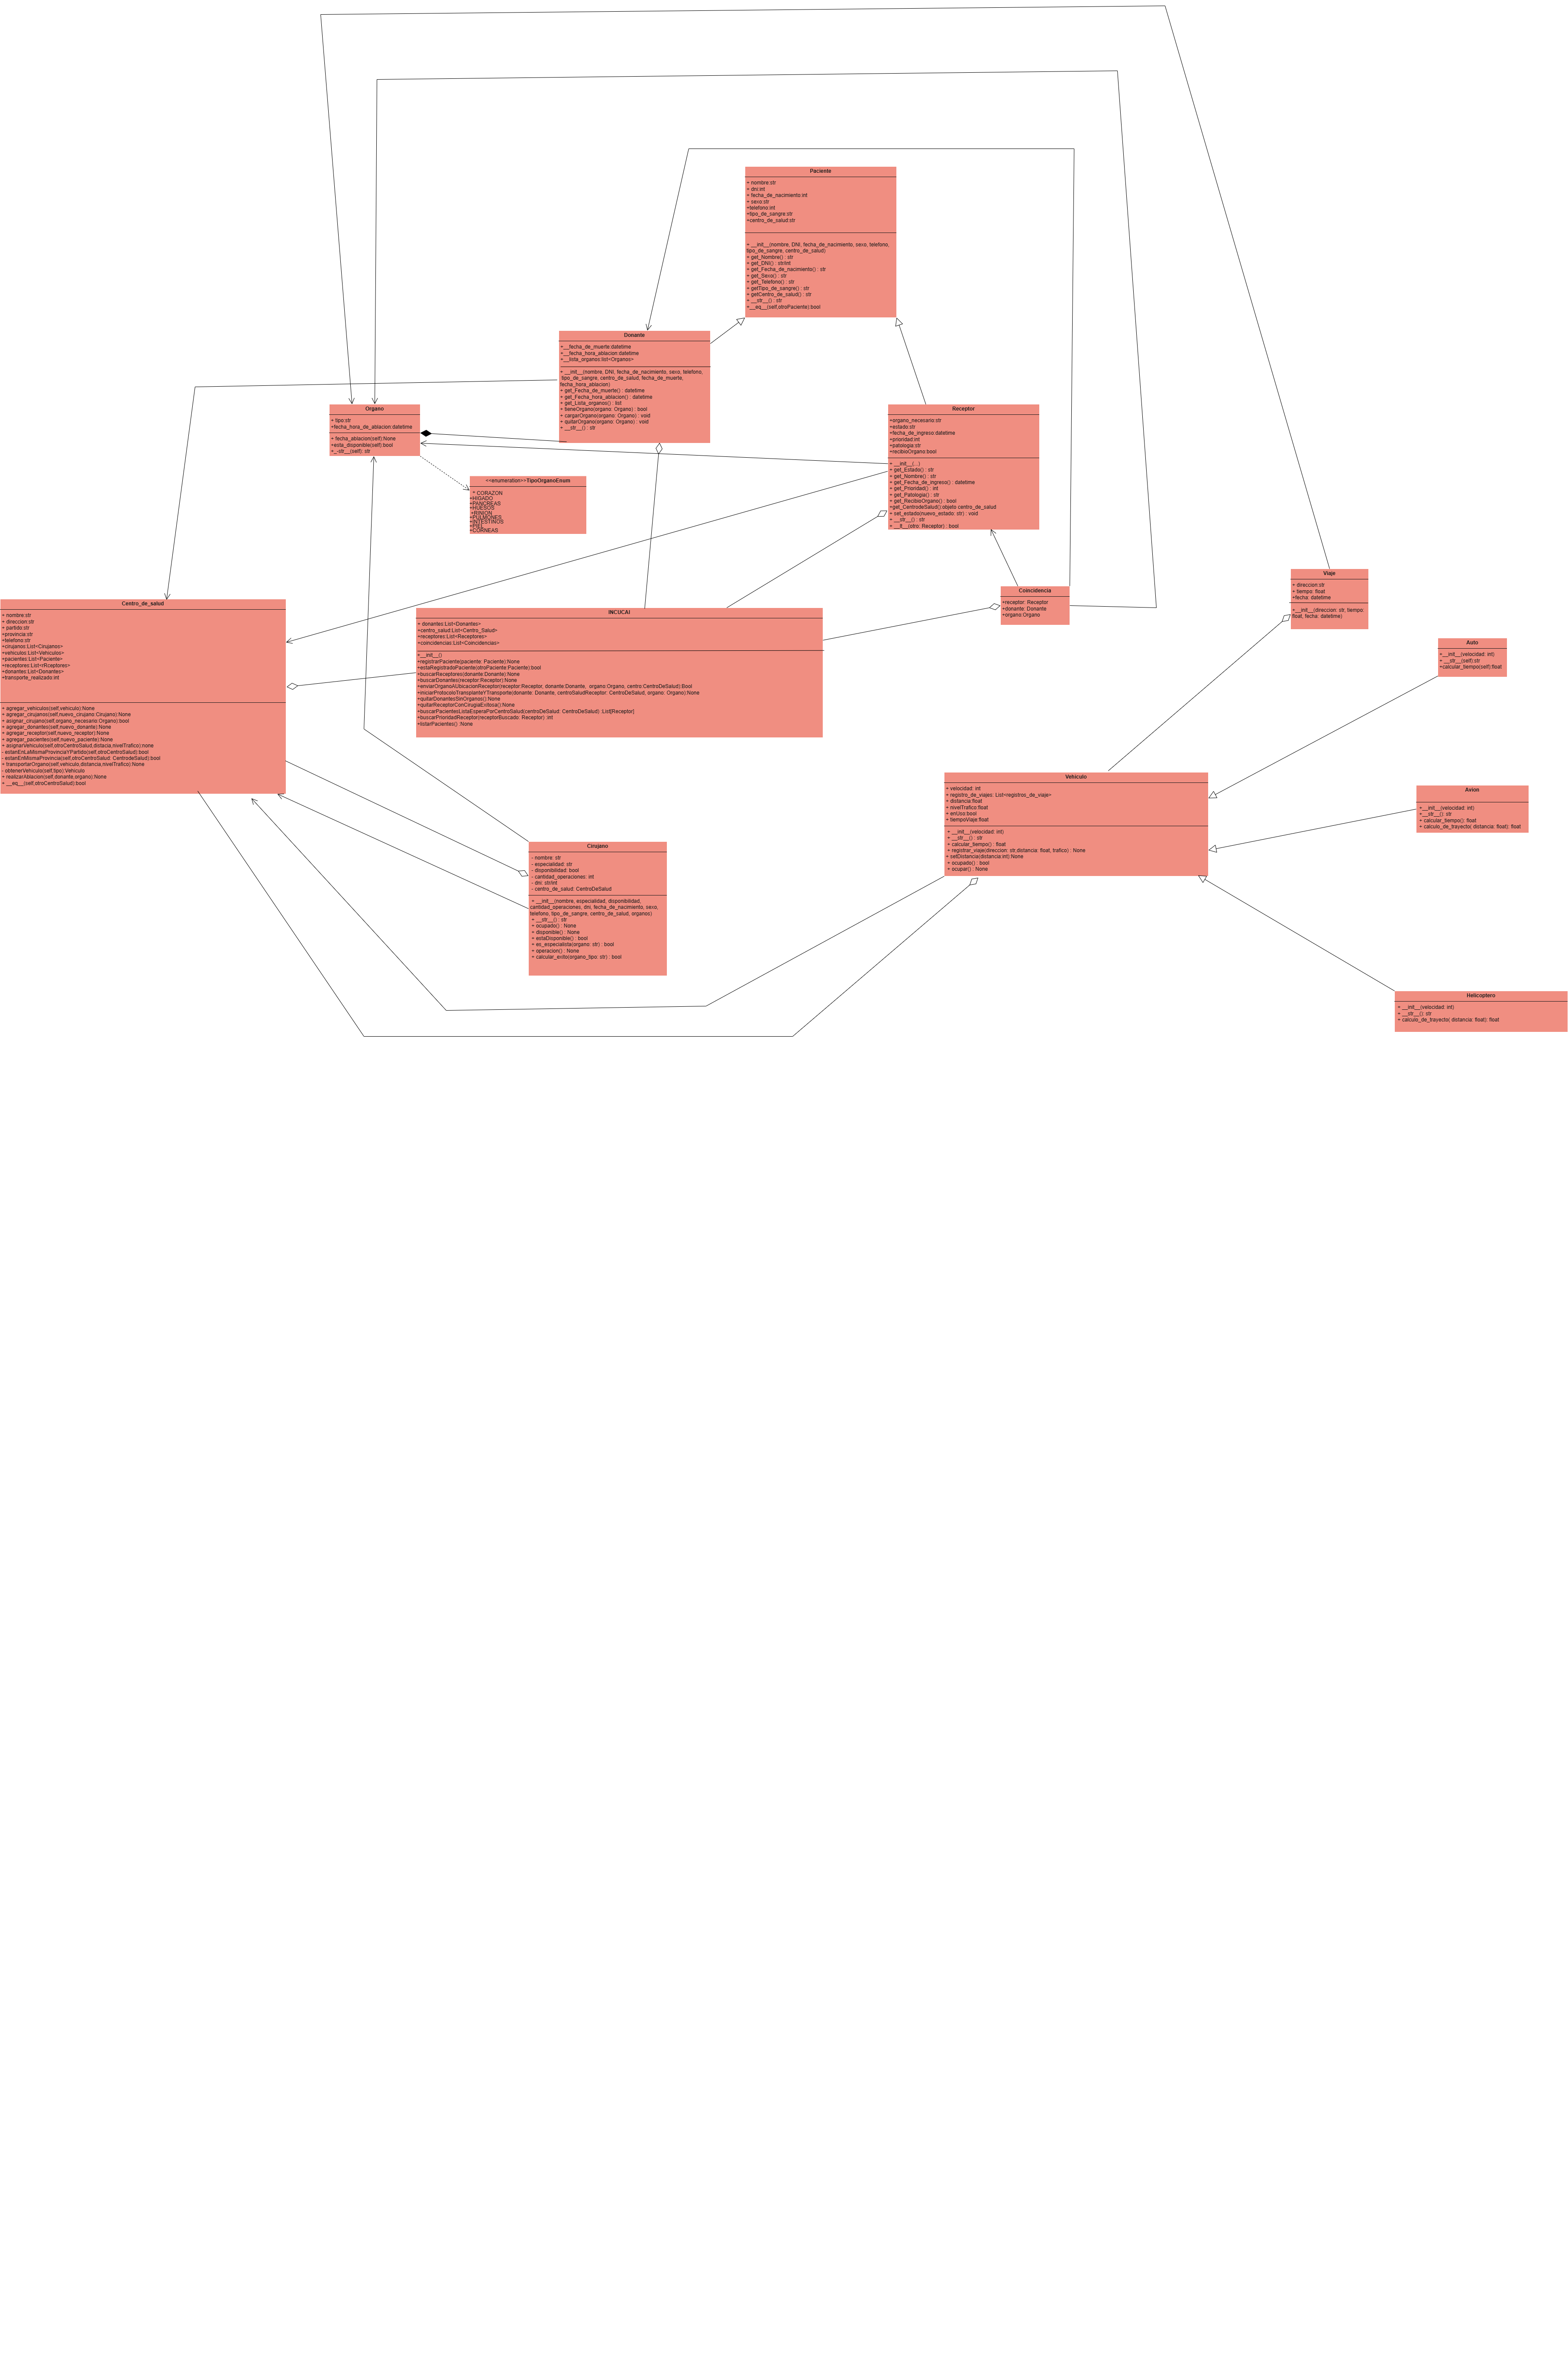 Paciente
+ nombre:str
+ dni:int
+ fecha_de_nacimiento:int
+ sexo:str
+telefono:int
+tipo_de_sangre:str
+centro_de_salud:str
+ __init__(nombre, DNI, fecha_de_nacimiento, sexo, telefono,
tipo_de_sangre, centro_de_salud)
+ get_Nombre() : str
+ get_DNI() : str/int
+ get_Fecha_de_nacimiento() : str
+ get_Sexo() : str
+ get_Telefono() : str
+ getTipo_de_sangre() : str
+ getCentro_de_salud() : str
+ __str__() : str
+__eq__(self,otroPaciente):bool
Donante
+__fecha_de_muerte:datetime
+__fecha_hora_ablacion:datetime
+__lista_organos:list<Organos>
+ __init__(nombre, DNI, fecha_de_nacimiento, sexo, telefono,
tipo_de_sangre, centro_de_salud, fecha_de_muerte,
fecha_hora_ablacion)
+ get_Fecha_de_muerte() : datetime
+ get_Fecha_hora_ablacion() : datetime
+ get_Lista_organos() : list
+ tieneOrgano(organo: Organo) : bool
+ cargarOrgano(organo: Organo) : void
+ quitarOrgano(organo: Organo) : void
+ __str__() : str
Organo
+ tipo:str
+fecha_hora_de_ablacion:datetime
+ fecha_ablacion(self):None
+esta_disponible(self):bool
+_-str__(self): str
Receptor
+organo_necesario:str
+estado:str
+fecha_de_ingreso:datetime
+prioridad:int
+patologia:str
+recibioOrgano:bool
+ __init__(...)
+ get_Estado() : str
+ get_Nombre() : str
+ get_Fecha_de_ingreso() : datetime
+ get_Prioridad() : int
+ get_Patologia() : str
+ get_RecibioOrgano() : bool
+get_CentrodeSalud():objeto centro_de_salud
+ set_estado(nuevo_estado: str) : void
+ __str__() : str
+ __lt__(otro: Receptor) : bool
<<enumeration>>TipoOrganoEnum
* CORAZON
+HIGADO
+PANCREAS
+HUESOS
+RINION
+PULMONES
+INTESTINOS
+PIEL
+CORNEAS
Viaje
+ direccion:str
+ tiempo: float
+fecha: datetime
+__init__(direccion: str, tiempo:
float, fecha: datetime)
Coincidencia
+receptor: Receptor
+donante: Donante
+organo:Organo
Centro_de_salud
+ nombre:str
+ direccion:str
+ partido:str
+provincia:str
+telefono:str
+cirujanos:List<Cirujanos>
+vehiculos:List<Vehiculos>
+pacientes:List<Paciente>
+receptores:List<rRceptores>
+donantes:List<Donantes>
+transporte_realizado:int
+ agregar_vehiculos(self,vehiculo):None
+ agregar_cirujanos(self,nuevo_cirujano:Cirujano):None
+ asignar_cirujano(self,organo_necesario:Organo):bool
+ agregar_donantes(self,nuevo_donante):None
+ agregar_receptor(self,nuevo_receptor):None
+ agregar_pacientes(self,nuevo_paciente):None
+ asignarVehiculo(self,otroCentroSalud,distacia,nivelTrafico):none
- estanEnLaMismaProvinciaYPartido(self,otroCentroSalud):bool
- estanEnMismaProvincia(self,otroCentroSalud: CentrodeSalud):bool
+ transportarOrgano(self,vehiculo,distancia,nivelTrafico):None
- obtenerVehiculo(self,tipo):Vehiculo
+ realizarAblacion(self,donante,organo):None
+ __eq__(self,otroCentroSalud):bool
INCUCAI
+ donantes:List<Donantes>
+centro_salud:List<Centro_Salud>
+receptores:List<Receptores>
+coincidencias:List<Coincidencias>
+__init__()
+registrarPaciente(paciente: Paciente):None
+estaRegistradoPaciente(otroPaciente:Paciente):bool
+buscarReceptores(donante:Donante):None
+buscarDonantes(receptor:Receptor):None
+enviarOrganoAUbicacionReceptor(receptor:Receptor, donante:Donante, organo:Organo, centro:CentroDeSalud):Bool
+iniciarProtocoloTransplanteYTransporte(donante: Donante, centroSaludReceptor: CentroDeSalud, organo: Organo):None
+quitarDonantesSinOrganos():None
+quitarReceptorConCirugiaExitosa():None
+buscarPacientesListaEsperaPorCentroSalud(centroDeSalud: CentroDeSalud) :List[Receptor]
+buscarPrioridadReceptor(receptorBuscado: Receptor) :int
+listarPacientes(): None
Auto
+__init__(velocidad: int)
+ __str__(self):str
+calcular_tiempo(self):float
Vehiculo
+ velocidad: int
+ registro_de_viajes: List<registros_de_viaje>
+ distancia:float
+ nivelTrafico:float
+ enUso:bool
+ tiempoViaje:float
+ __init__(velocidad: int)
+ __str__() : str
+ calcular_tiempo() : float
+ registrar_viaje(direccion: str,distancia: float, trafico) : None
+ setDistancia(distancia:int):None
+ ocupado() : bool
+ ocupar() : None
Avion
+__init__(velocidad: int)
+__str__(): str
+ calcular_tiempo(): float
+ calculo_de_trayecto( distancia: float): float
Cirujano
- nombre: str
- especialidad: str
- disponibilidad: bool
- cantidad_operaciones: int
- dni: str/int
- centro_de_salud: CentroDeSalud
+ __init__(nombre, especialidad, disponibilidad,
cantidad_operaciones, dni, fecha_de_nacimiento, sexo,
telefono, tipo_de_sangre, centro_de_salud, organos)
+ __str__() : str
+ ocupado() : None
+ disponible() : None
+ estaDisponible() : bool
+ es_especialista(organo: str) : bool
+ operacion() : None
+ calcular_exito(organo_tipo: str) : bool
Helicoptero
+ __init__(velocidad: int)
+ __str__(): str
+ calculo_de_trayecto( distancia: float): float